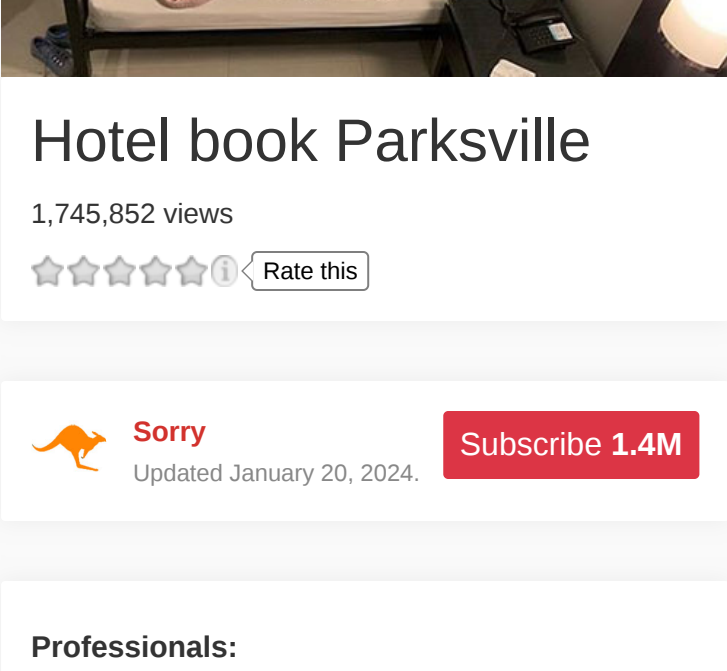 Hotel book Parksville
1,745,852 views
Rate this
Sorry
Updated January 20, 2024.
Subscribe 1.4M
Professionals: